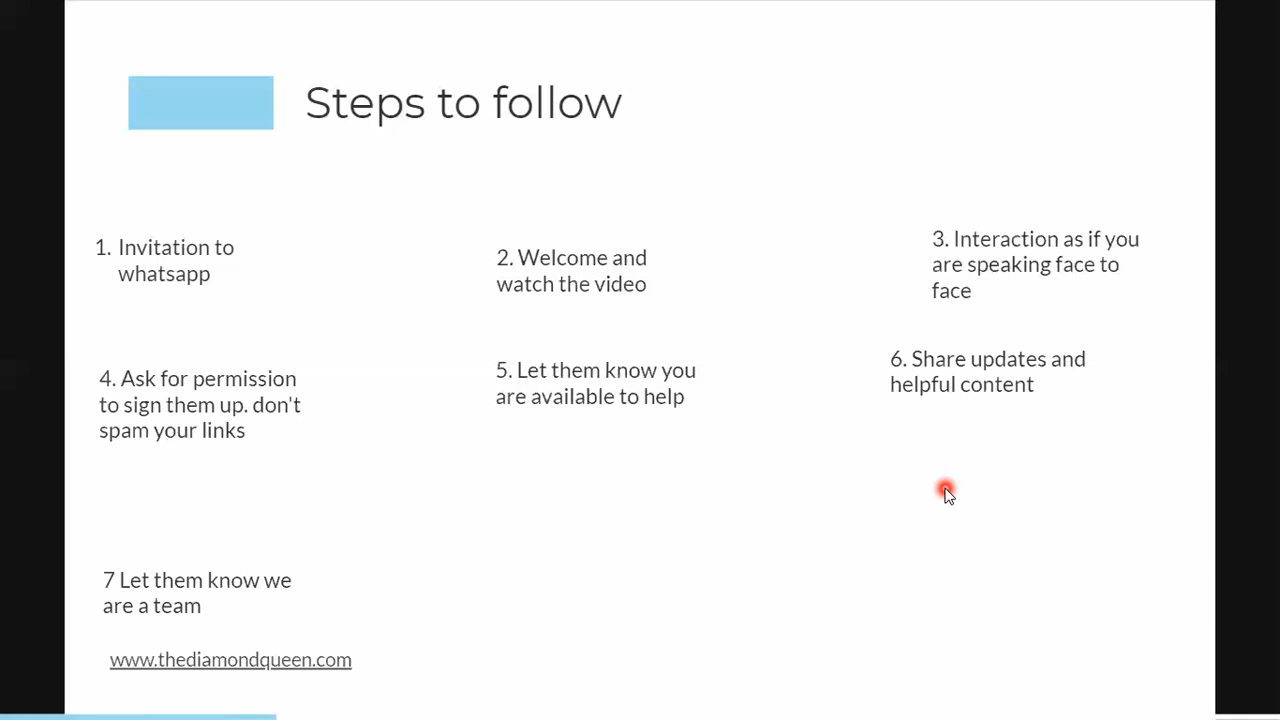 Steps to follow
1. Invitation to
whatsapp
2. Welcome and
watch the video
3. Interaction as if you
are speaking face to
face
4. Ask for permission
to sign them up. don't
spam your links
5. Let them know you
are available to help
6. Share updates and
helpful content
7 Let them know we
are a team
www.thediamondqueen.com